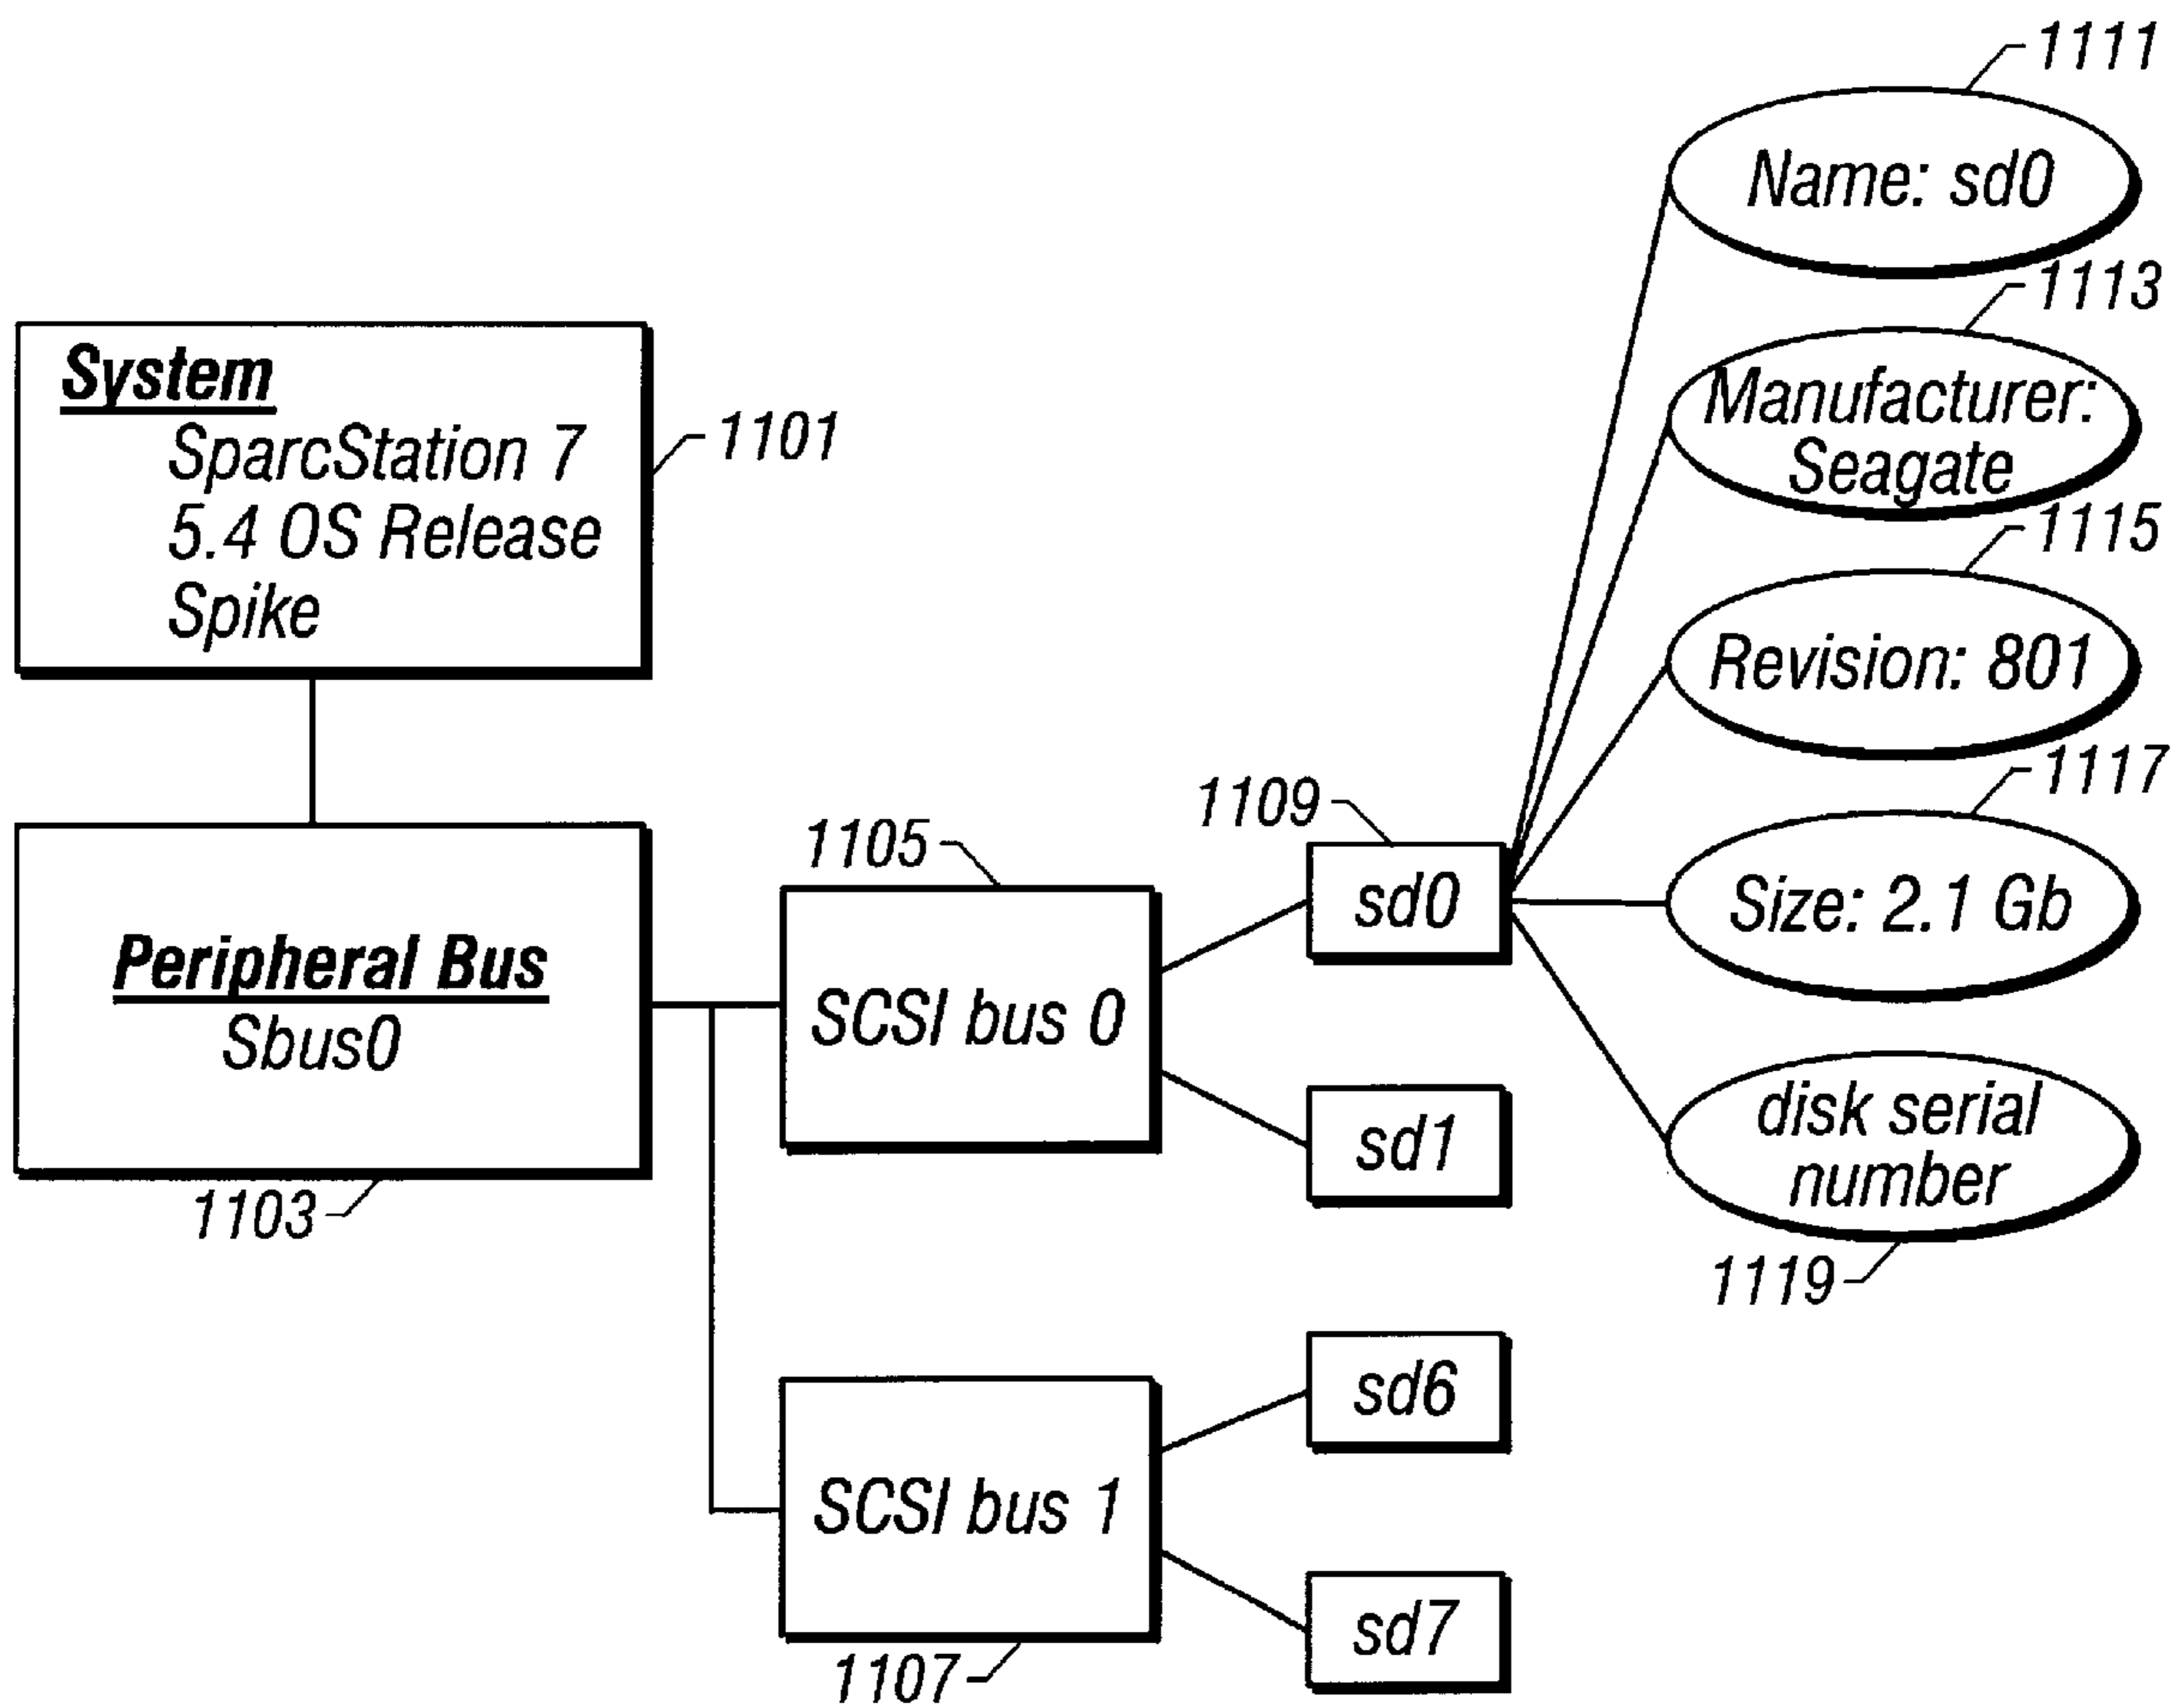 1111
Name: sd0
1113
Manufacturer:
Seagate
1115
Revision: 801
1117
Size: 2.1 Gb
disk serial
number
1119
System
SparcStation 7
5.4 OS Release
Spike
1101
Peripheral Bus
Sbus0
1103
1105
SCSI bus 0
1109
sd0
sd1
SCSI bus 1
1107
sd6
sd7